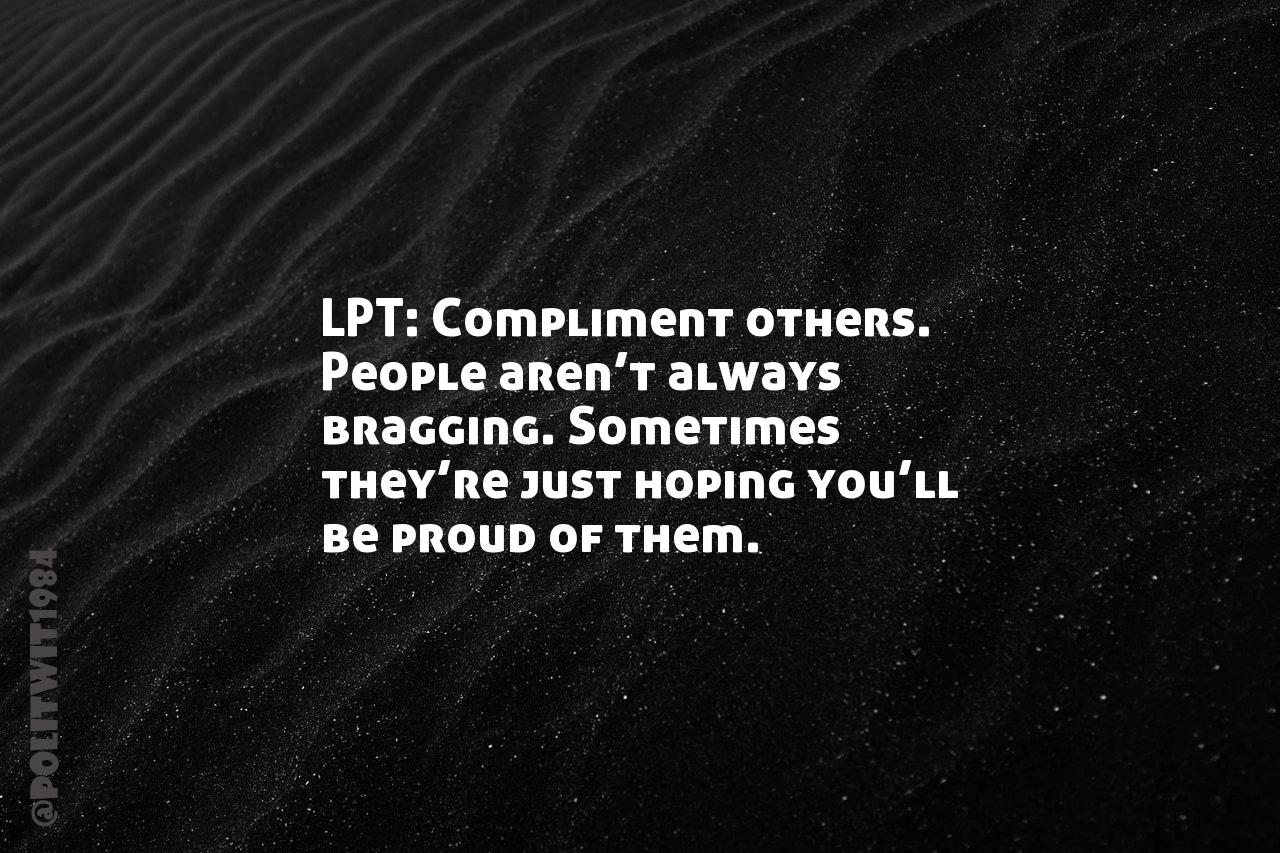 LPT: Compliment others.
People aren't always
bragging. Sometimes
they're just hoping you'll
be proud of them.
@POLITWIT1984